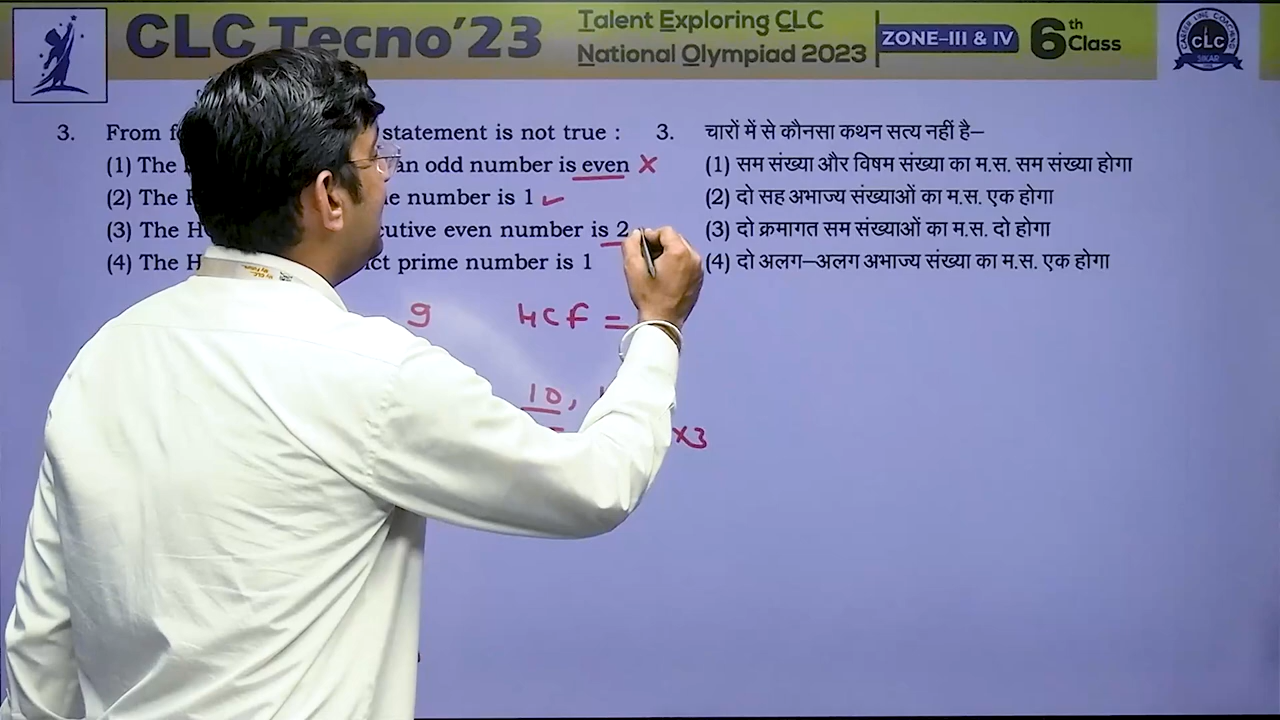 CLC Tecno'23
Talent Exploring CLC
National Olympiad 2023
ZONE–III & IV
6th Class
CLC
SIKAR
3. From statement is not true :
(1) The an odd number is even ×
(2) The number is 1 ✓
(3) The even number is 2
(4) The prime number is 1
3. चारों में से कौनसा कथन सत्य नहीं है–
(1) सम संख्या और विषम संख्या का म.स. सम संख्या होगा
(2) दो सह अभाज्य संख्याओं का म.स. एक होगा
(3) दो क्रमागत सम संख्याओं का म.स. दो होगा
(4) दो अलग–अलग अभाज्य संख्या का म.स. एक होगा
9 HCF =
10,
×3